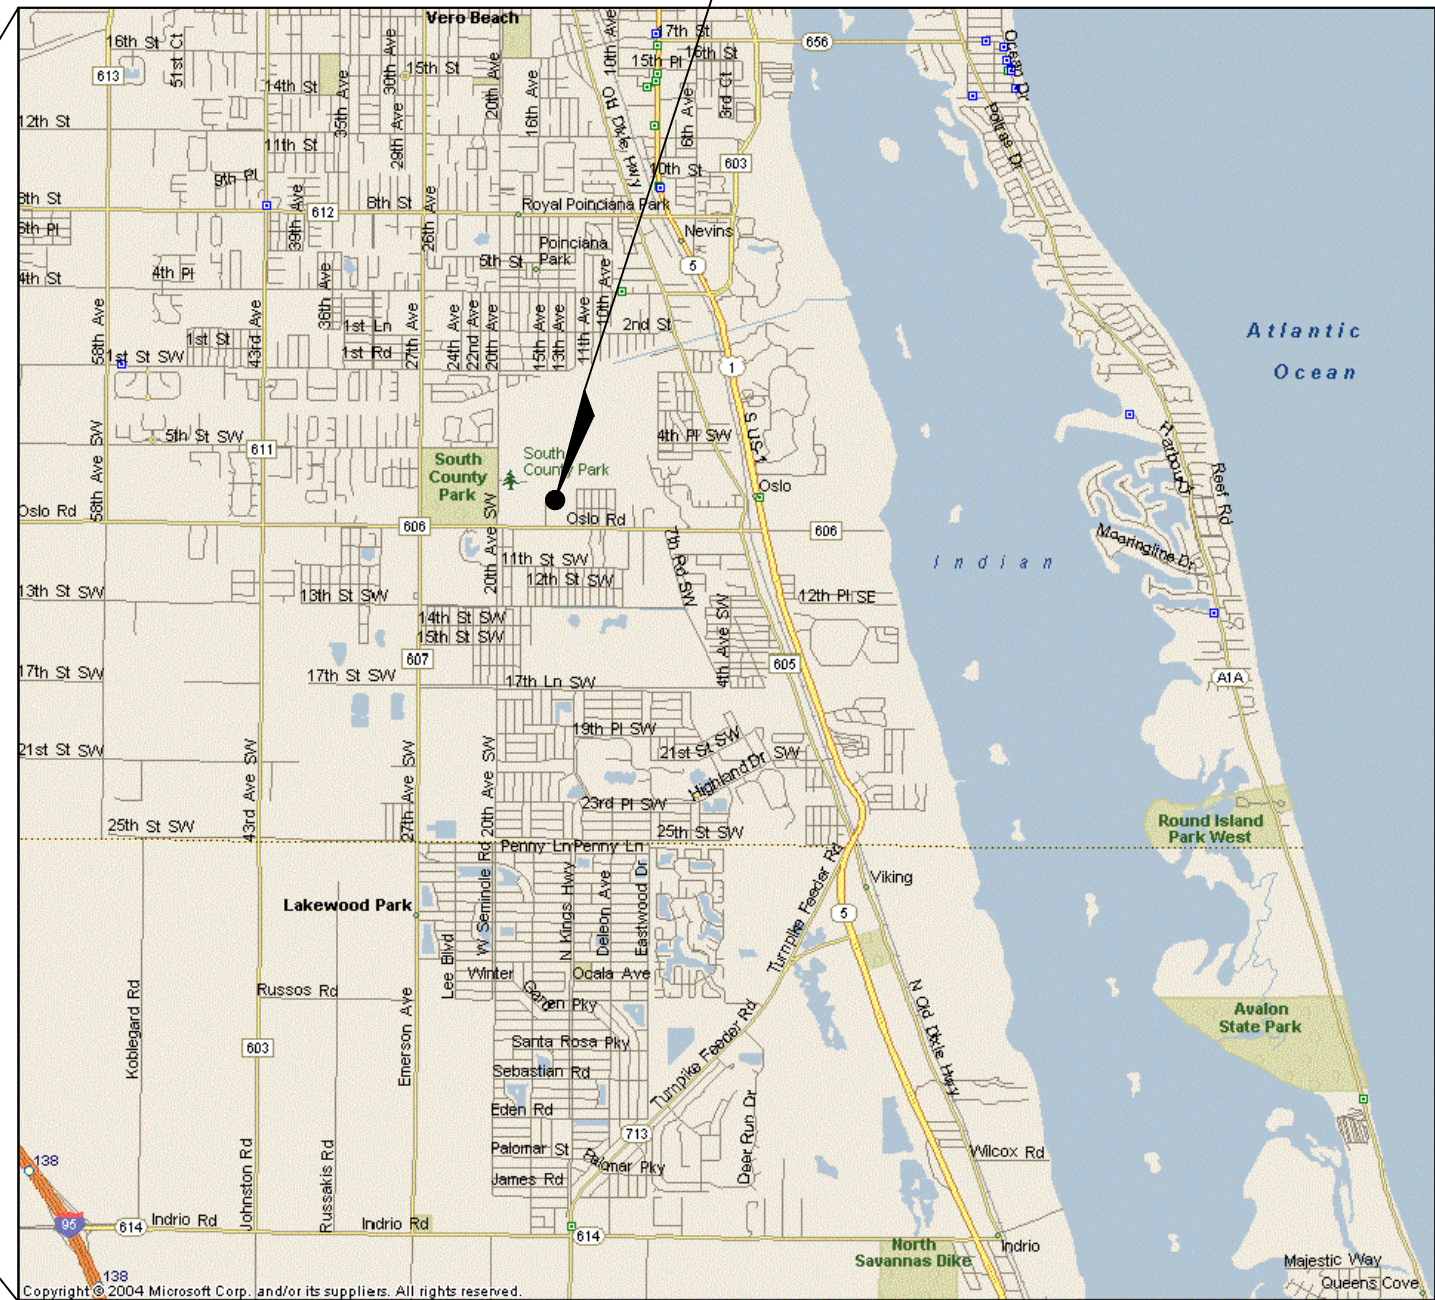 Vero Beach
16th St
51st Ct
30th Ave
15th St
20th Ave
16th Ave
10th Ave
17th St
15th Pl
16th St
656
3rd Ct
Ocean Dr
613
14th St
35th Ave
12th St
11th St
29th Ave
Old Dixie Hwy
6th Ave
10th St
603
9th Pl
8th St
39th Ave
612
8th St
26th Ave
Royal Poinciana Park
Nevins
6th Pl
Poinciana
Park
5th St
5
4th St
4th Pl
36th Ave
10th Ave
58th Ave
43rd Ave
1st St
1st Ln
1st Rd
27th Ave
24th Ave
22nd Ave
20th Ave
15th Ave
13th Ave
11th Ave
2nd St
1st St SW
1
Atlantic
Ocean
5th St SW
611
58th Ave SW
South
County
Park
South
County Park
4th Pl SW
S US-1
Harbour Dr
Reef Rd
Oslo
Oslo Rd
606
20th Ave SW
Oslo Rd
606
7th Rd SW
Mooringline Dr
Indian
11th St SW
12th St SW
13th St SW
13th St SW
12th Pl SE
14th St SW
15th St SW
4th Ave SW
607
605
17th St SW
17th St SW
17th Ln SW
A1A
19th Pl SW
21st St SW
43rd Ave SW
27th Ave SW
20th Ave SW
21st St SW
Highland Dr SW
23rd Pl SW
25th St SW
25th St SW
Round Island
Park West
Penny Ln
Penny Ln
Turnpike Feeder Rd
Viking
Lakewood Park
Lee Blvd
W Seminole Rd
N Kings Hwy
Deleon Ave
Eastwood Dr
5
Winter
Garden Pky
Ocala Ave
Russos Rd
Koblegard Rd
Emerson Ave
N Old Dixie Hwy
Avalon
State Park
603
Santa Rosa Pky
Turnpike Feeder Rd
Sebastian Rd
Eden Rd
Deer Run Dr
713
Johnston Rd
Russakis Rd
Palomar St
Palomar Pky
Wilcox Rd
James Rd
138
95
614
Indrio Rd
Indrio Rd
614
North
Savannas Dike
Indrio
138
Majestic Way
Queens Cove
Copyright © 2004 Microsoft Corp. and/or its suppliers. All rights reserved.